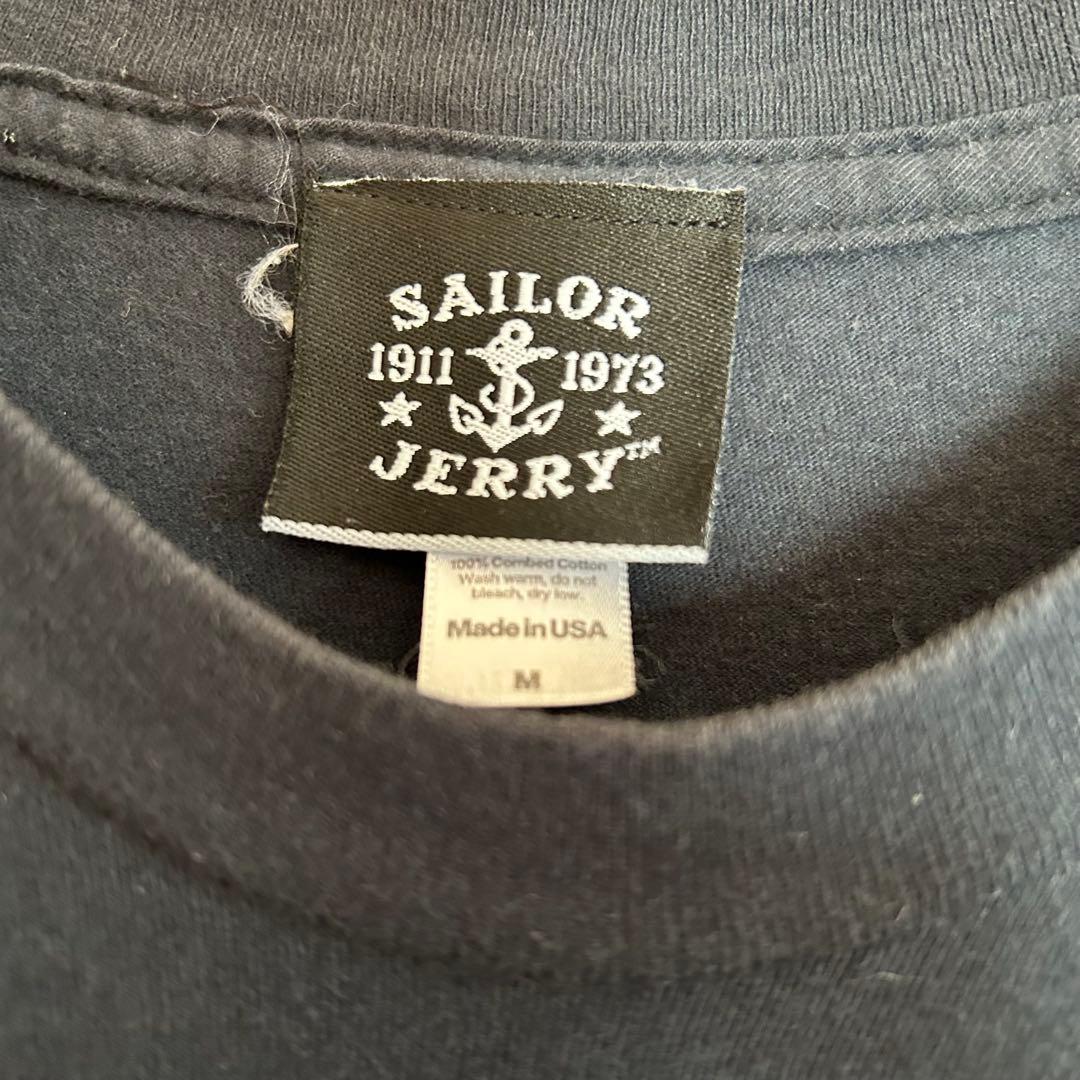 SAILOR
1911 1973
JERRY™
100% Combed Cotton
Wash warm, do not
bleach, dry low.
Made in USA
M